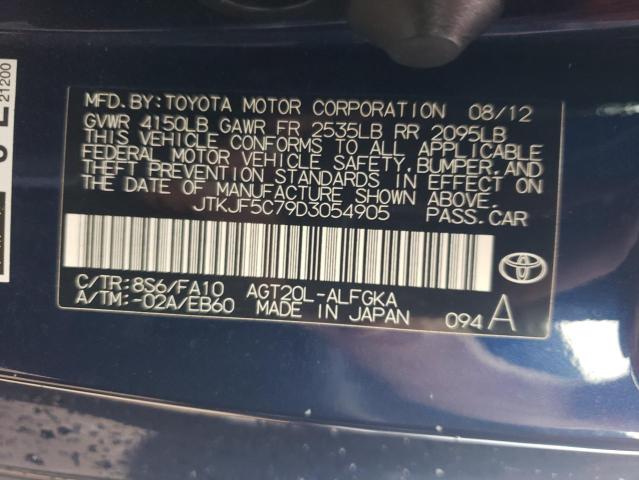 MFD. BY: TOYOTA MOTOR CORPORATION 08/12
GVWR 4150LB GAWR FR 2535LB RR 2095LB
THIS VEHICLE CONFORMS TO ALL APPLICABLE
FEDERAL MOTOR VEHICLE SAFETY, BUMPER, AND
THEFT PREVENTION STANDARDS IN EFFECT ON
THE DATE OF MANUFACTURE SHOWN ABOVE.
JTKJF5C79D3054905 PASS. CAR
C/TR: 8S6/FA10 AGT20L-ALFGKA
A/TM: -02A/EB60 MADE IN JAPAN 094 A
TOYOTA
21200